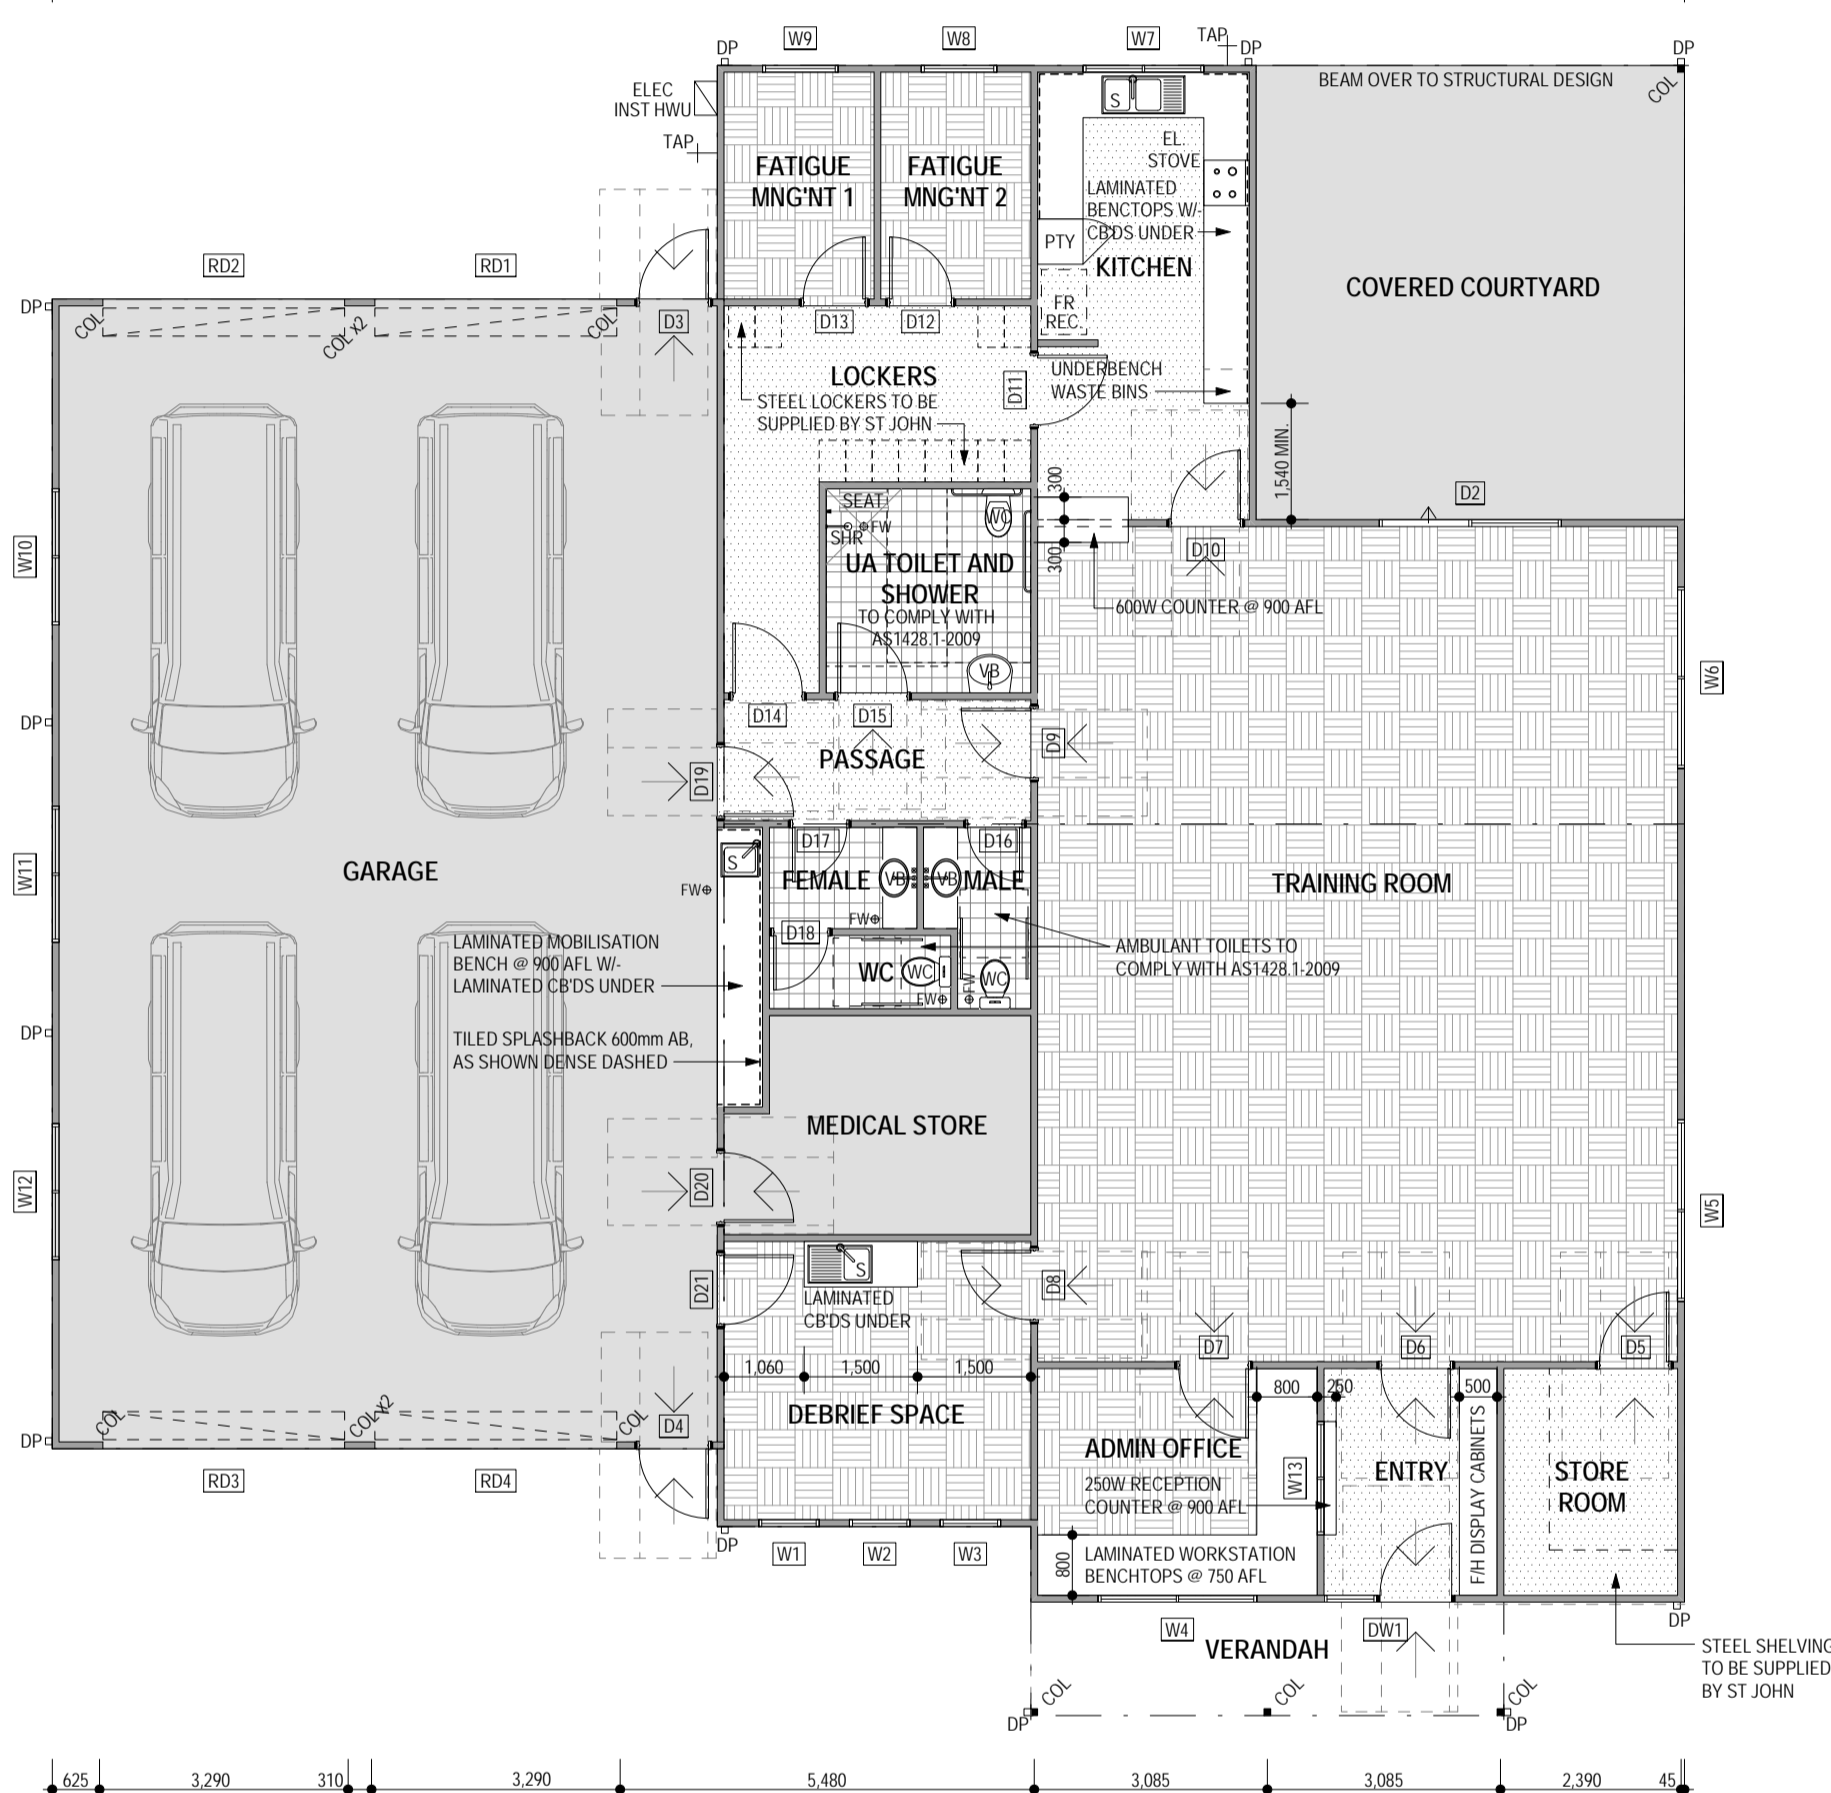 W9
W8
W7
TAP
DP
DP
DP
BEAM OVER TO STRUCTURAL DESIGN
COL
ELEC
INST HWU
TAP
S
EL.
STOVE
FATIGUE
MNG'NT 1
FATIGUE
MNG'NT 2
LAMINATED
BENCTOPS W/-
CB'DS UNDER
PTY
KITCHEN
COVERED COURTYARD
RD2
RD1
DP
COL
COL x2
COL
D3
D13
D12
FR
REC.
LOCKERS
STEEL LOCKERS TO BE
SUPPLIED BY ST JOHN
D11
UNDERBENCH
WASTE BINS
1,540 MIN.
300
300
D2
SEAT
FW
SHR
WC
UA TOILET AND
SHOWER
TO COMPLY WITH
AS1428.1-2009
VB
D10
600W COUNTER @ 900 AFL
W10
W6
DP
D14
D15
D9
PASSAGE
D19
D17
D16
S
FEMALE
VB
VB
MALE
GARAGE
W11
FW
FW
TRAINING ROOM
LAMINATED MOBILISATION
BENCH @ 900 AFL W/-
LAMINATED CB'DS UNDER
D18
WC
WC
WC
FW
FW
AMBULANT TOILETS TO
COMPLY WITH AS1428.1-2009
DP
TILED SPLASHBACK 600mm AB,
AS SHOWN DENSE DASHED
MEDICAL STORE
W12
D20
W5
D21
S
D8
LAMINATED
CB'DS UNDER
D7
D6
D5
1,060
1,500
1,500
800
250
500
DEBRIEF SPACE
COL
COL x2
COL
D4
DP
ADMIN OFFICE
250W RECEPTION
COUNTER @ 900 AFL
W13
ENTRY
F/H DISPLAY CABINETS
STORE
ROOM
RD3
RD4
DP
W1
W2
W3
800
LAMINATED WORKSTATION
BENCHTOPS @ 750 AFL
W4
DW1
DP
VERANDAH
STEEL SHELVING
TO BE SUPPLIED
BY ST JOHN
COL
COL
COL
DP
DP
625
3,290
310
3,290
5,480
3,085
3,085
2,390
45